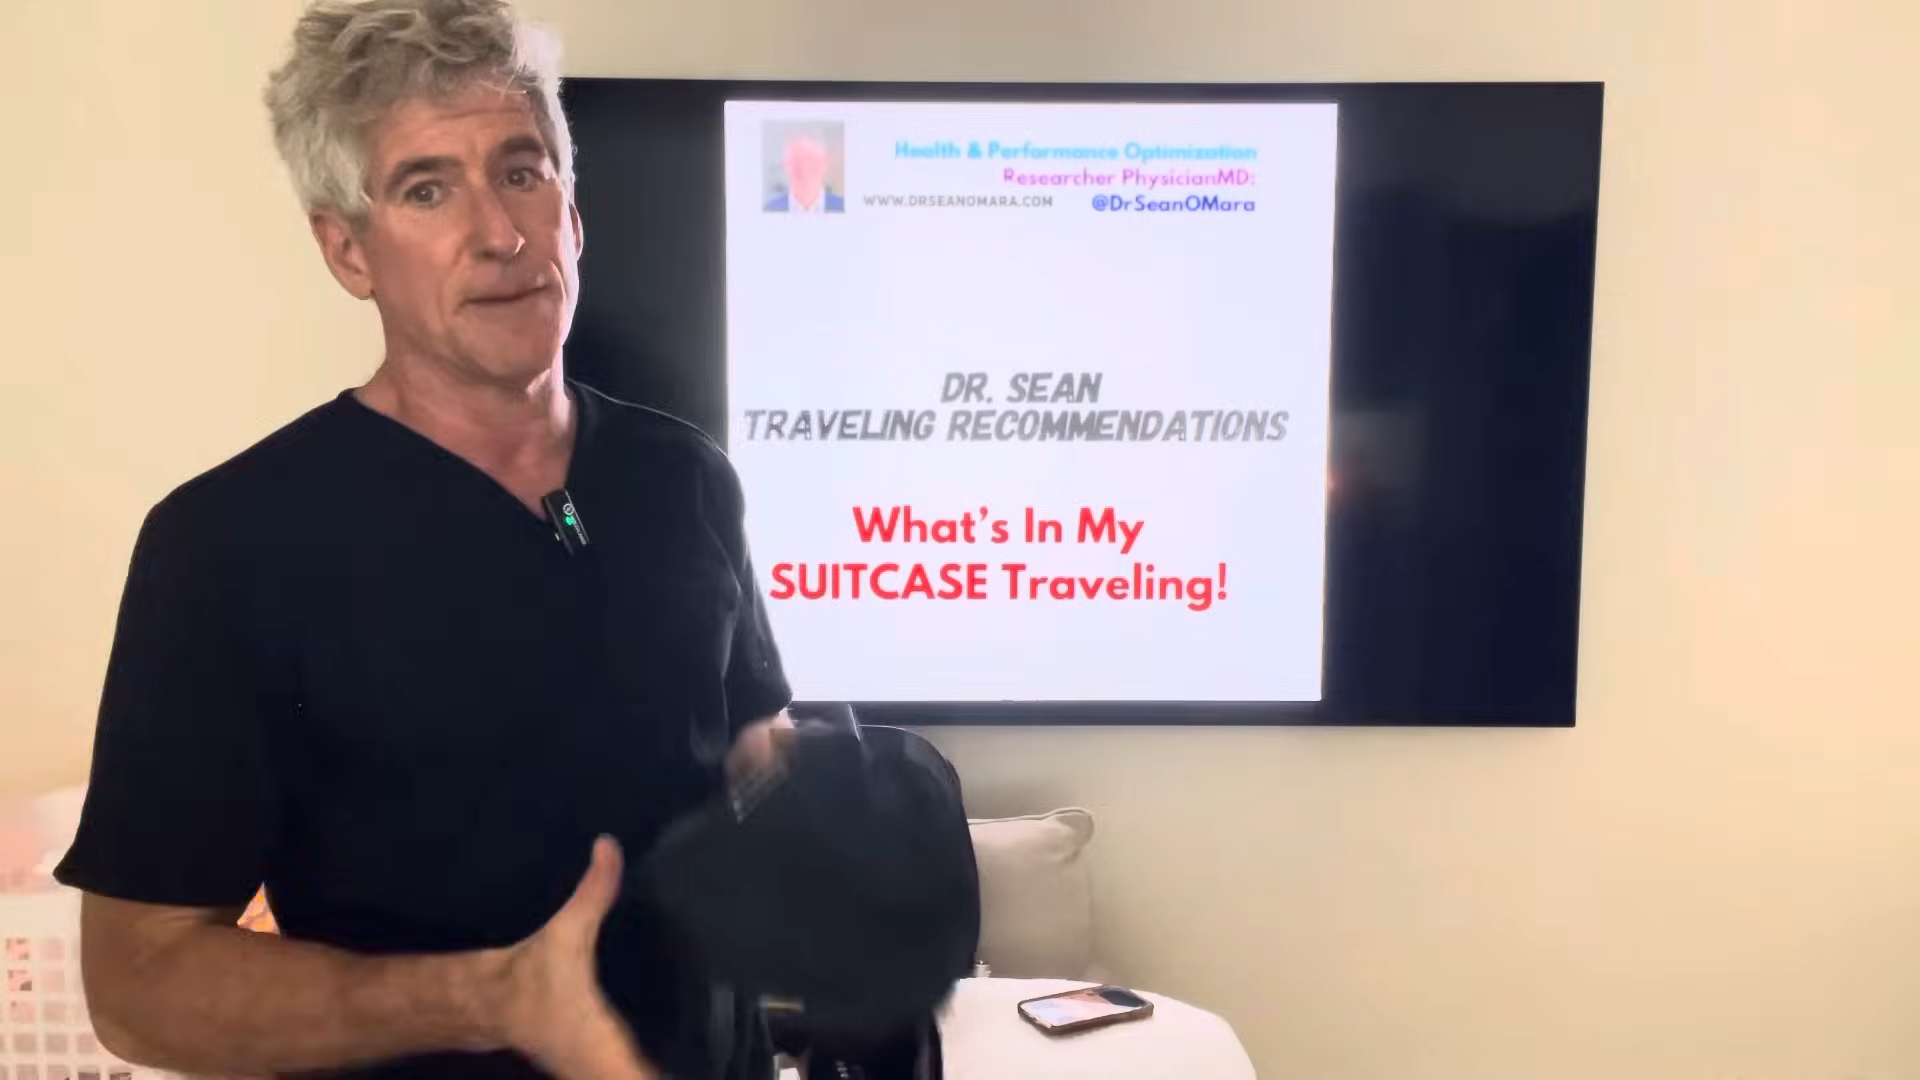 Health & Performance Optimization
Researcher PhysicianMD:
WWW.DRSEANOMARA.COM @DrSeanOMara
DR. SEAN
TRAVELING RECOMMENDATIONS
What's In My
SUITCASE Traveling!